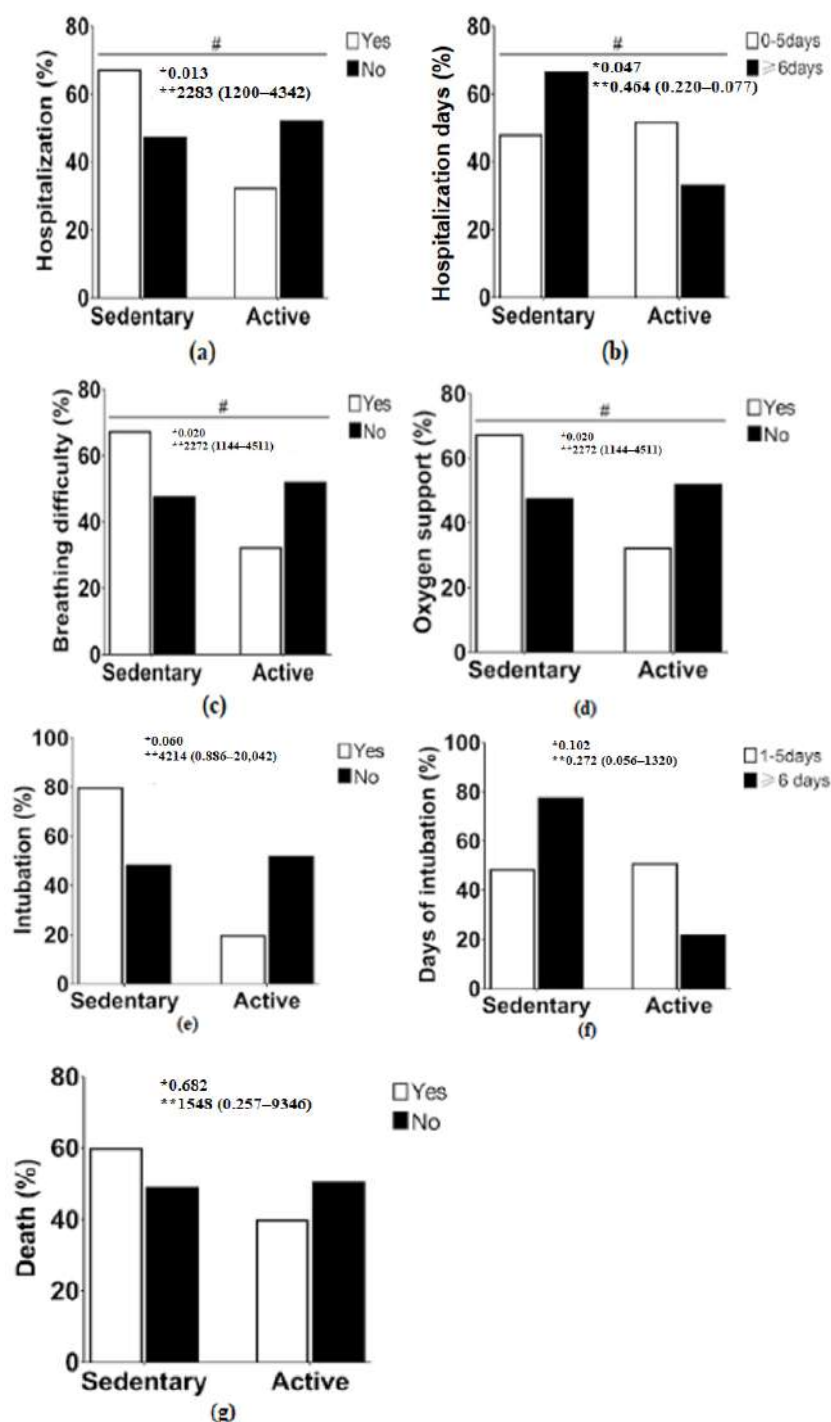 Hospitalization (%)
80
60
40
20
0
#
*0.013
**2283 (1200–4342)
Yes
No
Sedentary Active
(a)
Hospitalization days (%)
80
60
40
20
0
#
*0.047
**0.464 (0.220–0.077)
0-5days
⩾6days
Sedentary Active
(b)
Breathing difficulty (%)
80
60
40
20
0
#
*0.020
**2272 (1144–4511)
Yes
No
Sedentary Active
(c)
Oxygen support (%)
80
60
40
20
0
#
*0.020
**2272 (1144–4511)
Yes
No
Sedentary Active
(d)
Intubation (%)
100
80
60
40
20
0
*0.060
**4214 (0.886–20,042)
Yes
No
Sedentary Active
(e)
Days of intubation (%)
100
80
60
40
20
0
*0.102
**0.272 (0.056–1320)
1-5days
⩾6 days
Sedentary Active
(f)
Death (%)
80
60
40
20
0
*0.682
**1548 (0.257–9346)
Yes
No
Sedentary Active
(g)